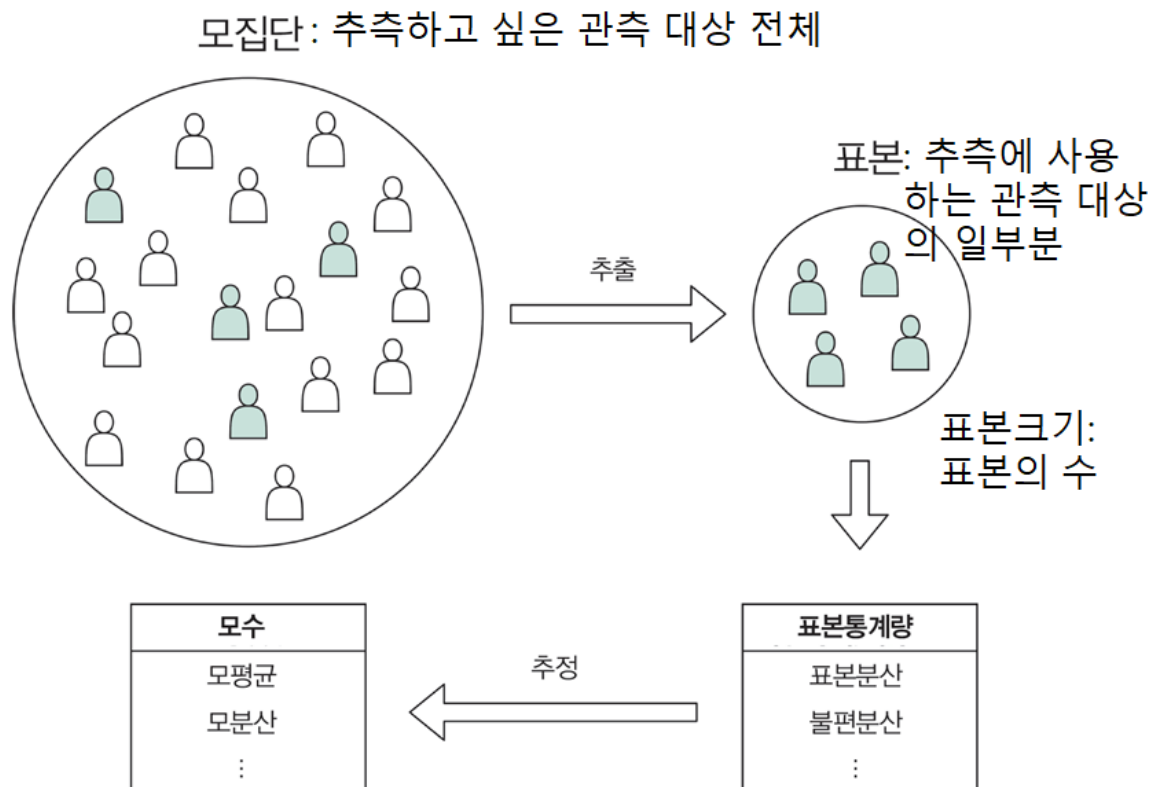 모집단: 추측하고 싶은 관측 대상 전체
표본: 추측에 사용
하는 관측 대상
의 일부분
추출
표본크기:
표본의 수
모수
모평균
모분산
⋮
추정
표본통계량
표본분산
불편분산
⋮